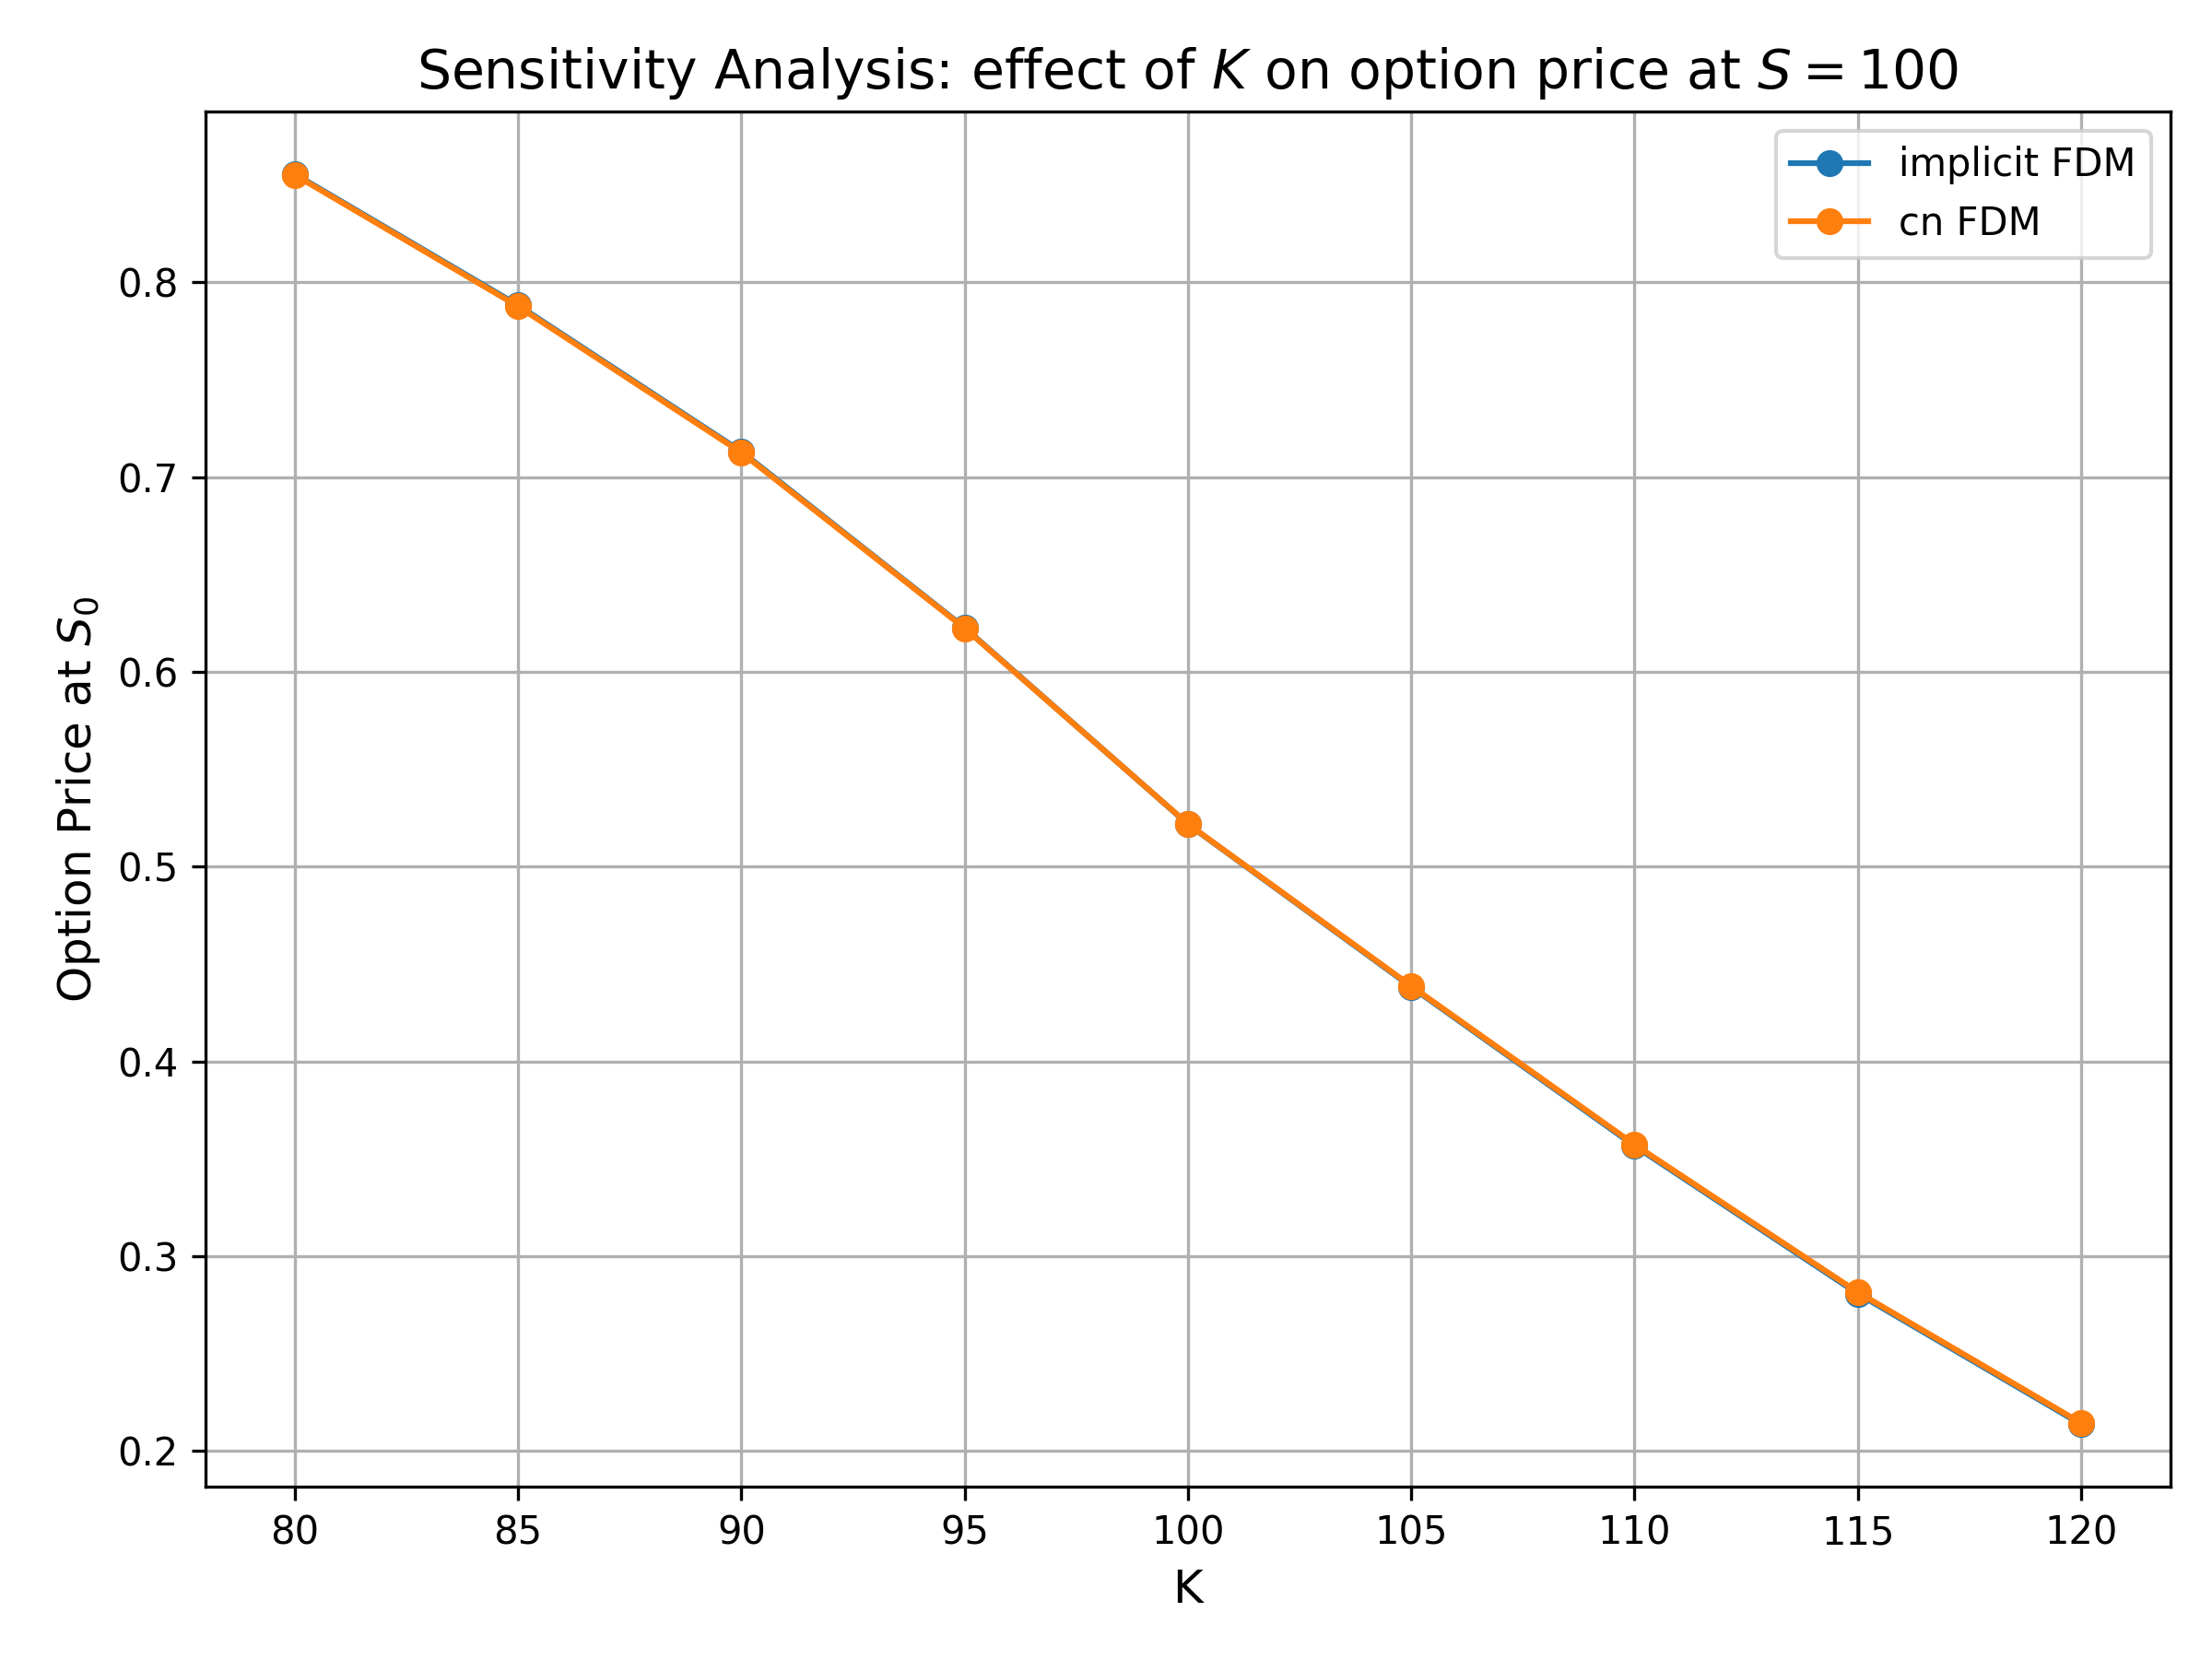 Sensitivity Analysis: effect of K on option price at S = 100
implicit FDM
cn FDM
Option Price at S₀
0.8
0.7
0.6
0.5
0.4
0.3
0.2
80 85 90 95 100 105 110 115 120
K